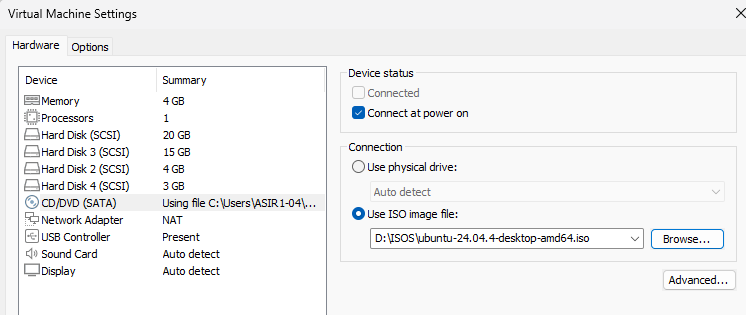 Virtual Machine Settings
Hardware Options
Device Summary
Memory 4 GB
Processors 1
Hard Disk (SCSI) 20 GB
Hard Disk 3 (SCSI) 15 GB
Hard Disk 2 (SCSI) 4 GB
Hard Disk 4 (SCSI) 3 GB
CD/DVD (SATA) Using file C:\Users\ASIR1-04\...
Network Adapter NAT
USB Controller Present
Sound Card Auto detect
Display Auto detect
Device status
Connected
Connect at power on
Connection
Use physical drive:
Auto detect
Use ISO image file:
D:\ISOS\ubuntu-24.04.4-desktop-amd64.iso Browse...
Advanced...